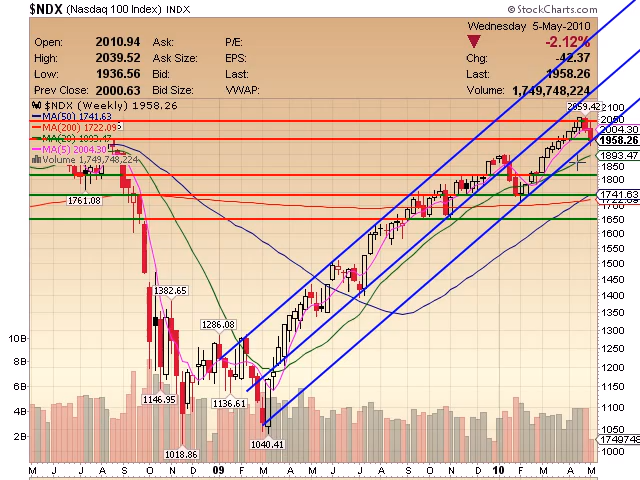 $NDX (Nasdaq 100 Index) INDX
© StockCharts.com
Wednesday 5-May-2010
Open: 2010.94 Ask: P/E: -2.12%
High: 2039.52 Ask Size: EPS: Chg: -42.37
Low: 1936.56 Bid: Last: Last: 1958.26
Prev Close: 2000.63 Bid Size: VWAP: Volume: 1,749,748,224
$NDX (Weekly) 1958.26
MA(50) 1741.63
MA(200) 1722.09
MA(20) 1893.47
MA(5) 2004.30
Volume 1,749,748,224
2059.42
1761.08
1382.65
1286.08
1146.95
1136.61
1018.86
1040.41
2100
2050
2004.30
1958.26
1893.47
1850
1800
1741.63
1722.09
1700
1650
1600
1550
1500
1450
1400
1350
1300
1250
1200
1150
1100
1050
1000
10B
8B
6B
4B
2B
1749748
M J J A S O N D 09 F M A M J J A S O N D 10 F M A M